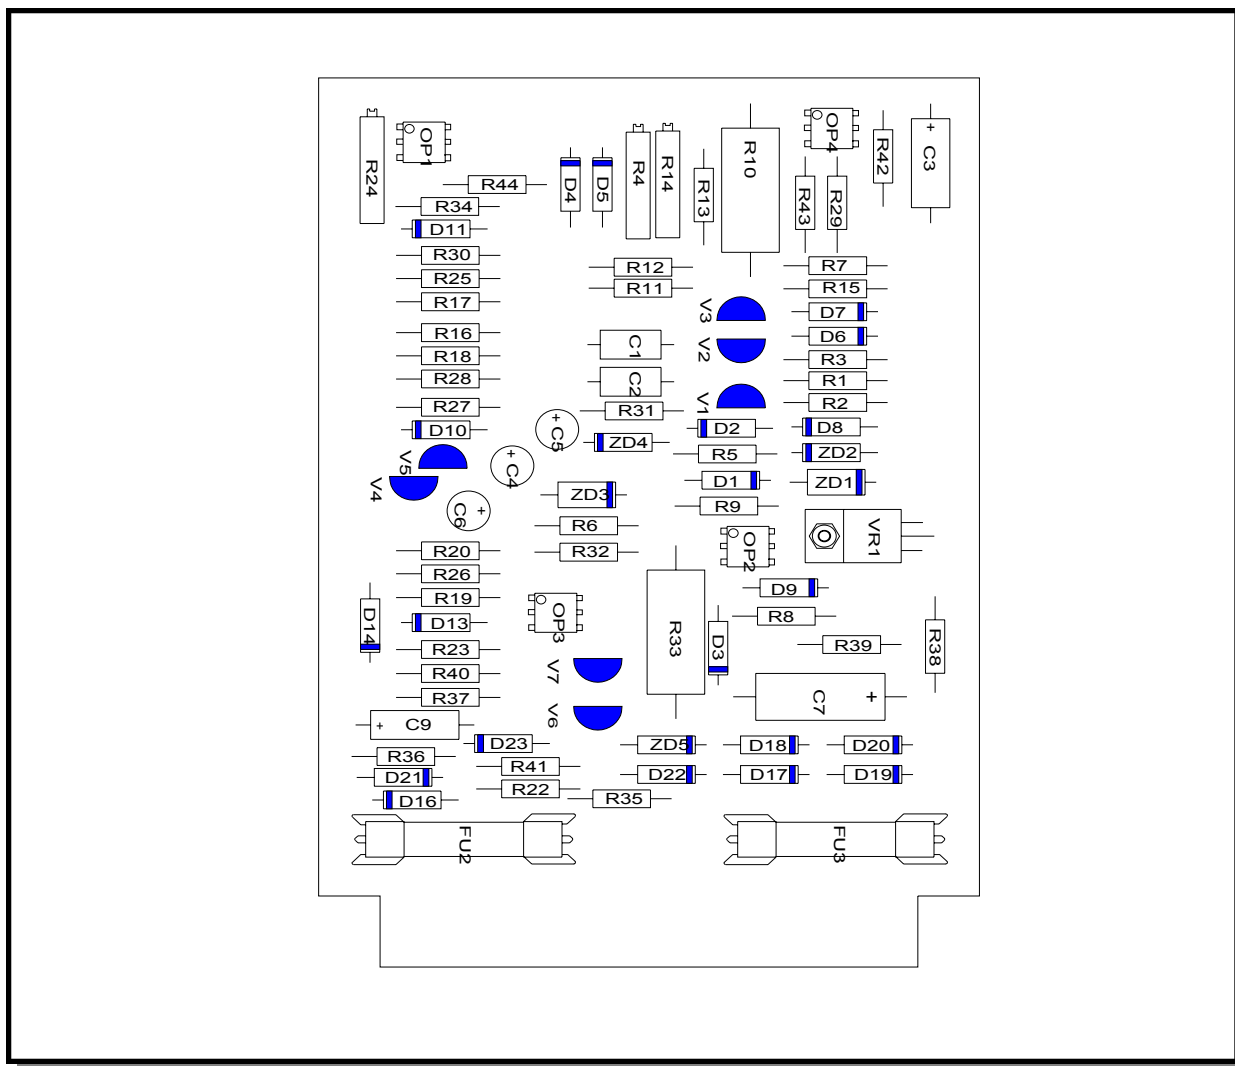 R24
OP1
R44
R34
D11
R30
R25
R17
R16
R18
R28
R27
D10
V5
V4
+
C5
+
C4
+
C6
D4
D5
R4
R14
R13
R10
OP4
R42
+
C3
R43
R29
R12
R11
V3
V2
V1
C1
C2
R31
ZD4
R7
R15
D7
D6
R3
R1
R2
D2
D8
R5
ZD2
D1
ZD1
R9
ZD3
R6
R32
OP2
VR1
R20
R26
R19
D14
D13
R23
R40
R37
+
C9
OP3
R33
D9
R8
D3
R39
R38
V7
V6
C7
+
D23
R36
D21
D16
R41
R22
R35
ZD5
D18
D20
D22
D17
D19
FU2
FU3